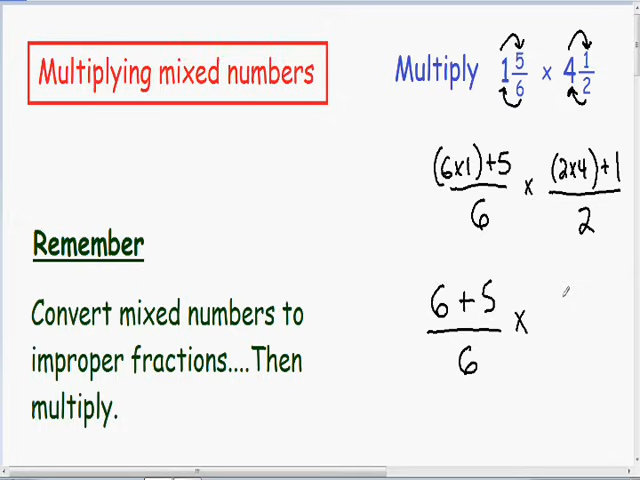 Multiplying mixed numbers
Multiply 1 5/6 x 4 1/2
(6x1)+5/6 x (2x4)+1/2
Remember
Convert mixed numbers to
improper fractions....Then
multiply.
6+5/6 x